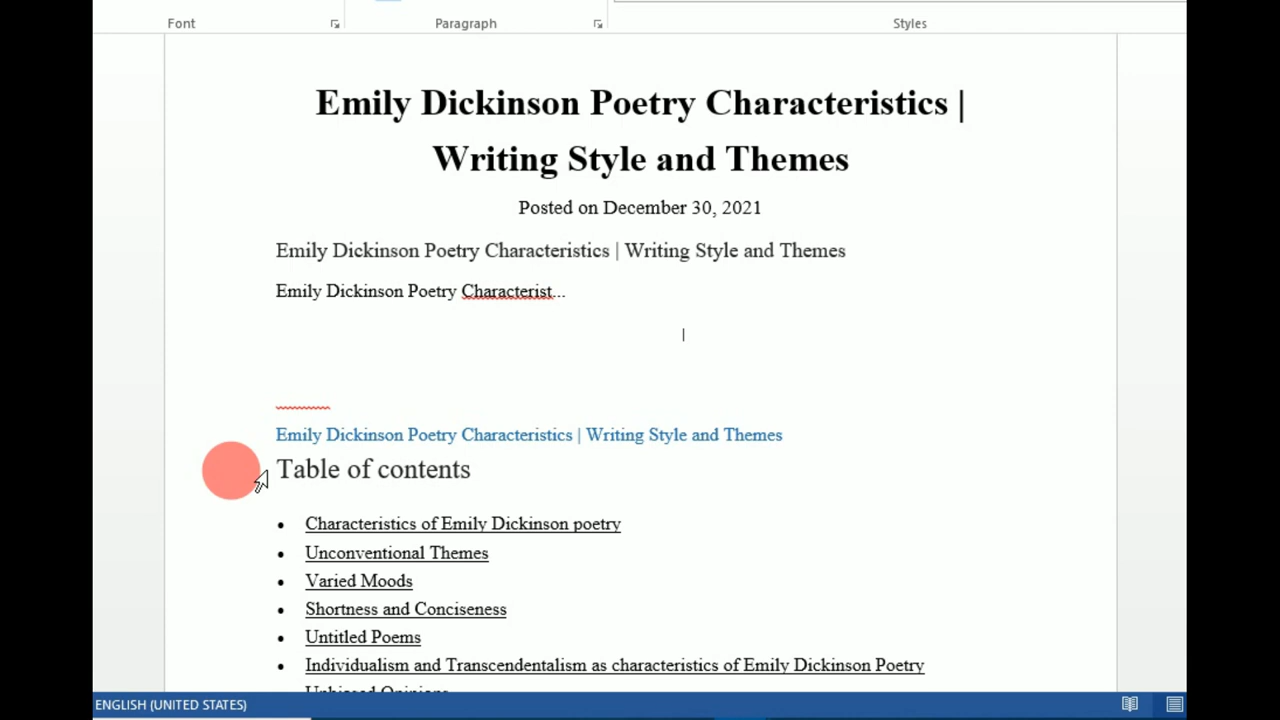 Font Paragraph Styles
Emily Dickinson Poetry Characteristics |
Writing Style and Themes
Posted on December 30, 2021
Emily Dickinson Poetry Characteristics | Writing Style and Themes
Emily Dickinson Poetry Characterist...
Emily Dickinson Poetry Characteristics | Writing Style and Themes
Table of contents
• Characteristics of Emily Dickinson poetry
• Unconventional Themes
• Varied Moods
• Shortness and Conciseness
• Untitled Poems
• Individualism and Transcendentalism as characteristics of Emily Dickinson Poetry
• Unbiased Opinions
ENGLISH (UNITED STATES)